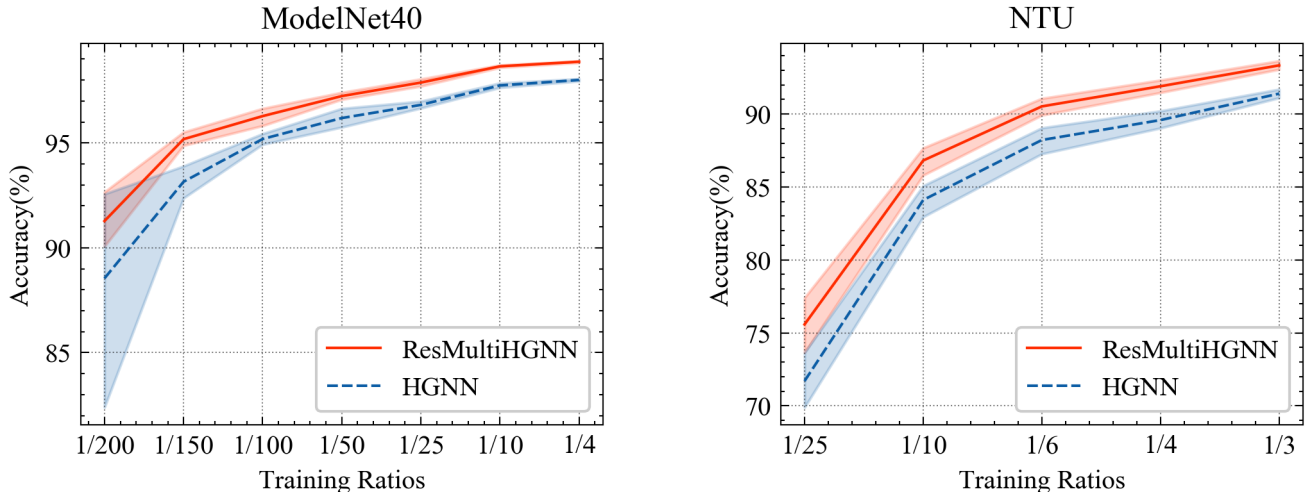 ModelNet40
Accuracy(%)
95
90
85
ResMultiHGNN
HGNN
1/200 1/150 1/100 1/50 1/25 1/10 1/4
Training Ratios
NTU
Accuracy(%)
90
85
80
75
70
ResMultiHGNN
HGNN
1/25 1/10 1/6 1/4 1/3
Training Ratios